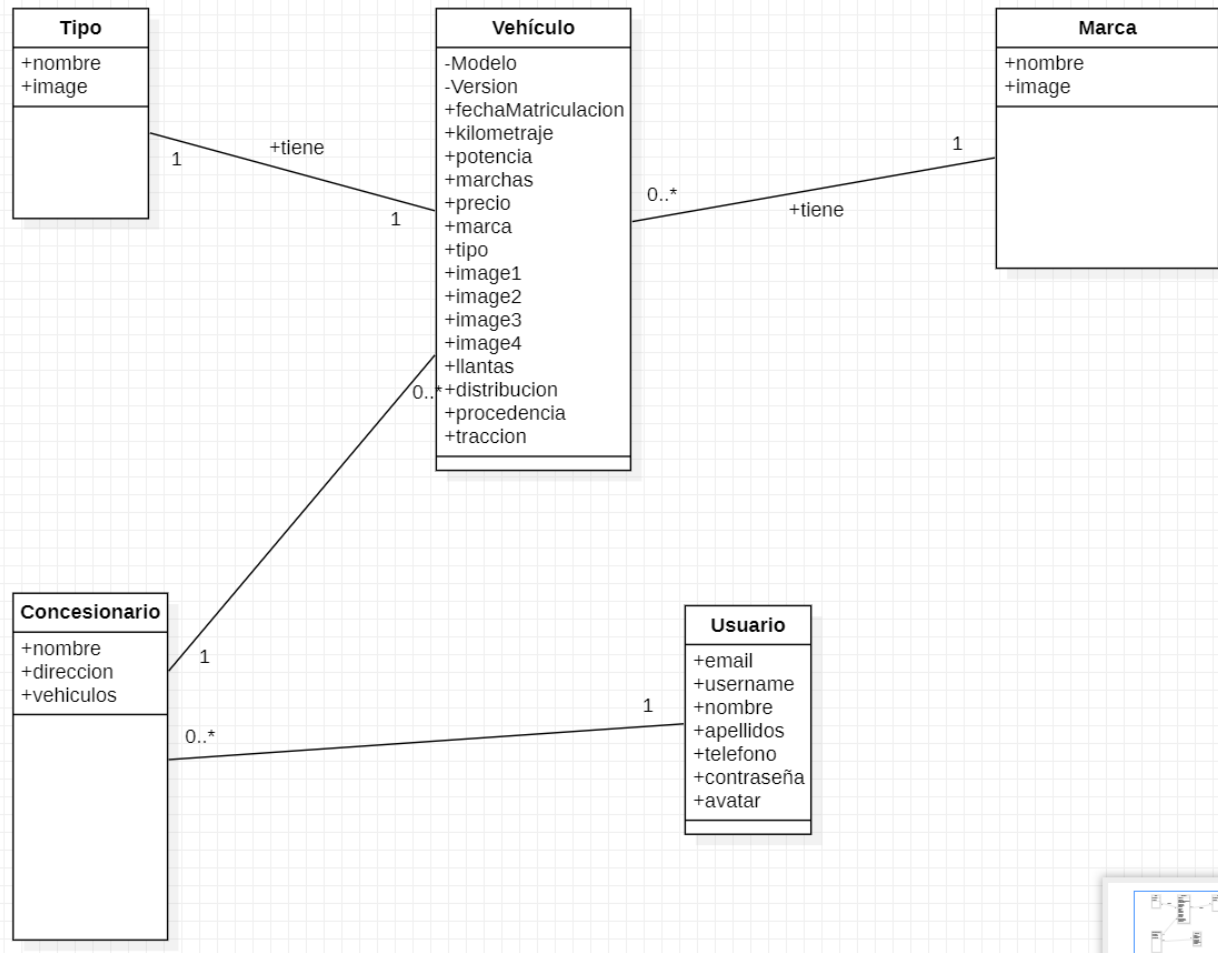 Tipo
+nombre
+image
Vehículo
-Modelo
-Version
+fechaMatriculacion
+kilometraje
+potencia
+marchas
+precio
+marca
+tipo
+image1
+image2
+image3
+image4
+llantas
+distribucion
+procedencia
+traccion
Marca
+nombre
+image
1
+tiene
1
0..*
+tiene
1
0..*
1
Concesionario
+nombre
+direccion
+vehiculos
0..*
1
Usuario
+email
+username
+nombre
+apellidos
+telefono
+contraseña
+avatar